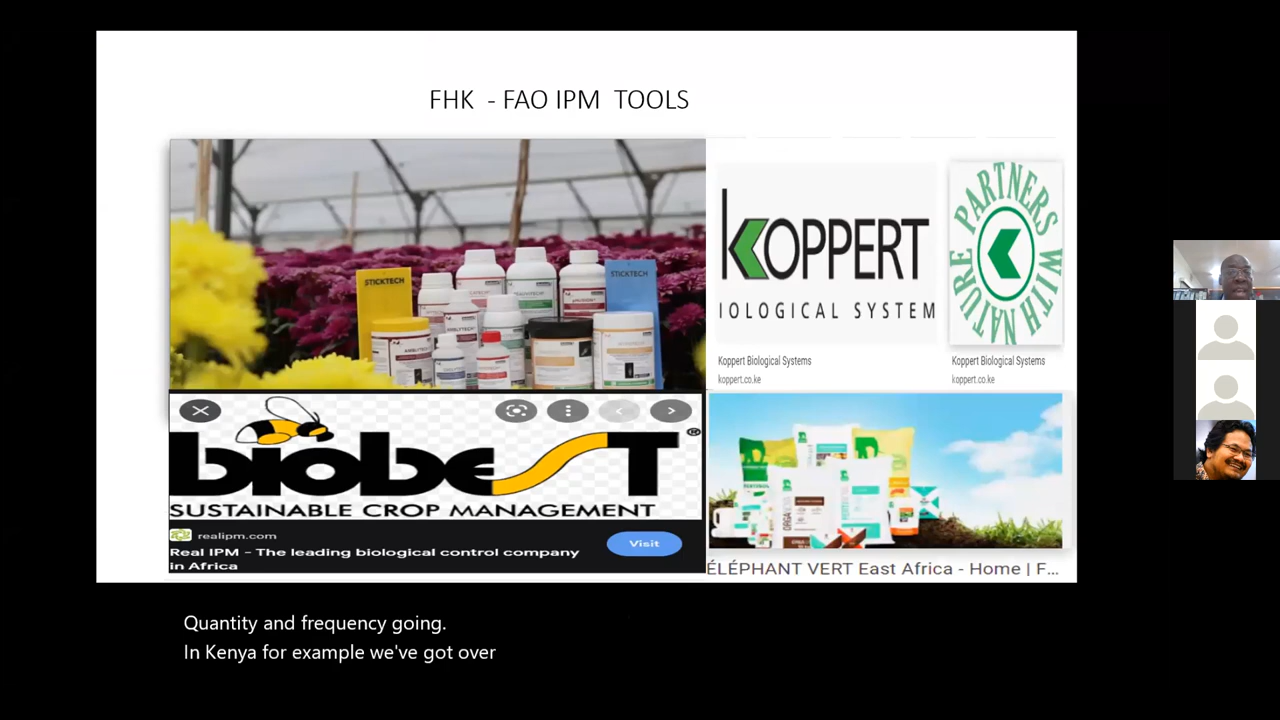 FHK - FAO IPM TOOLS
STICKTECH
STICKTECH
KOPPERT
IOLOGICAL SYSTEM
PARTNERS WITH NATURE
Koppert Biological Systems
koppert.co.ke
Koppert Biological Systems
koppert.co.ke
biobest®
SUSTAINABLE CROP MANAGEMENT
realipm.com
Real IPM - The leading biological control company
in Africa
Visit
ÉLÉPHANT VERT East Africa - Home | F...
Quantity and frequency going.
In Kenya for example we've got over